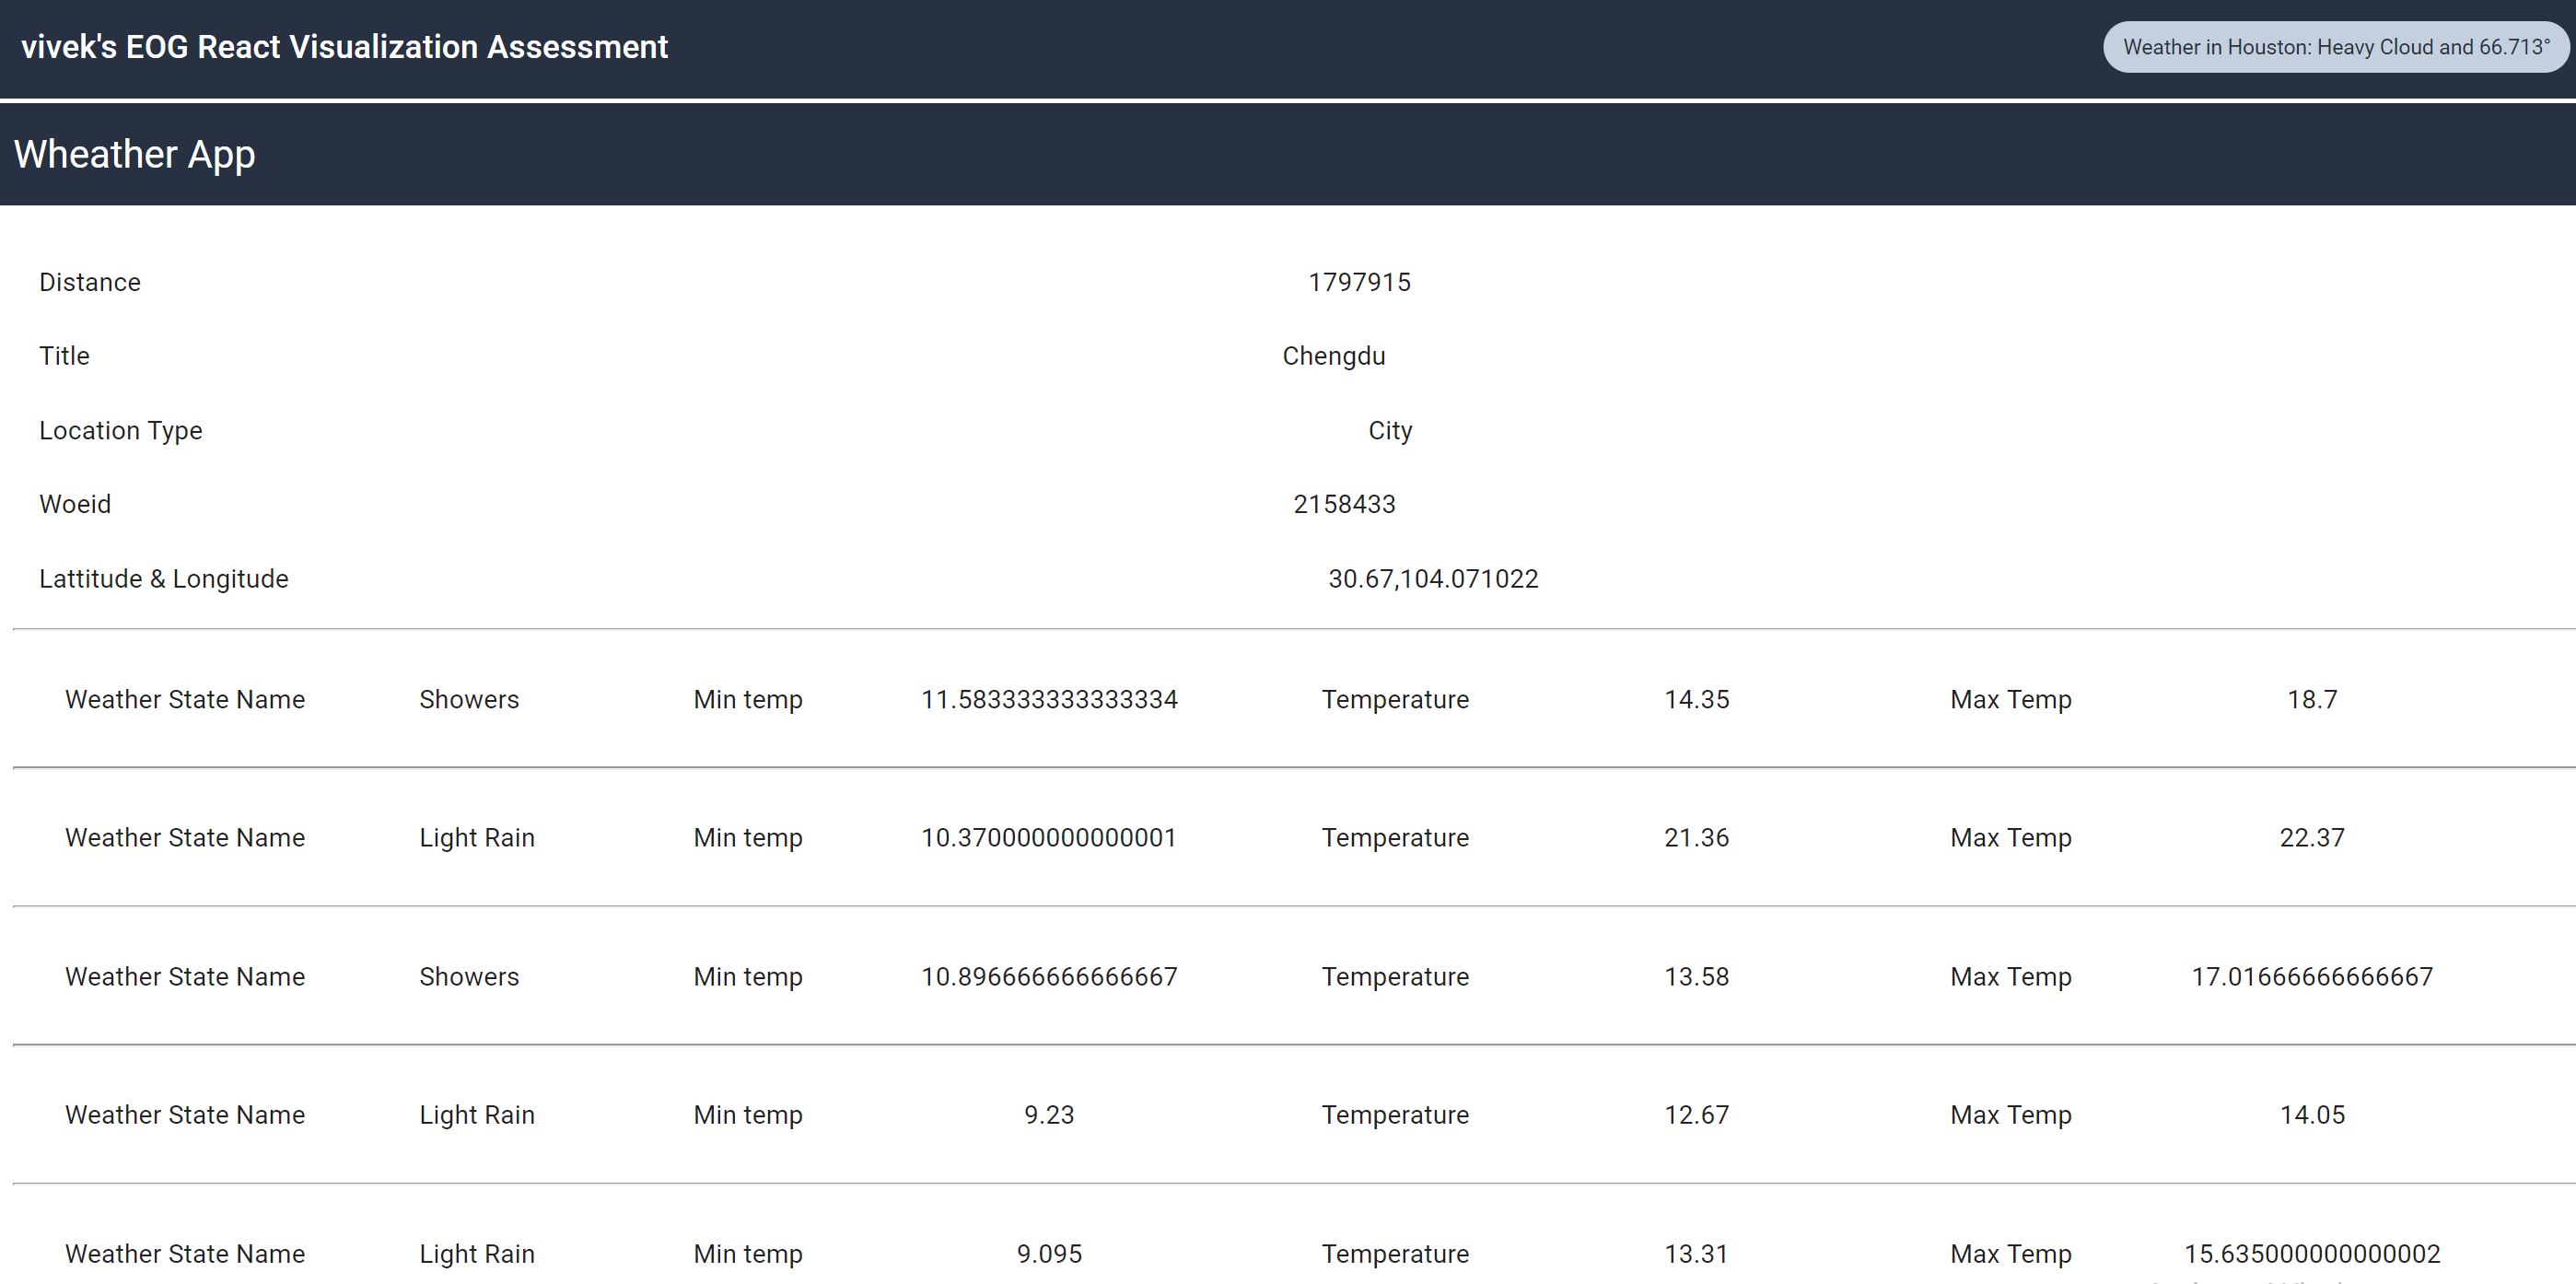 vivek's EOG React Visualization Assessment
Weather in Houston: Heavy Cloud and 66.713°
Wheather App
Distance 1797915
Title Chengdu
Location Type City
Woeid 2158433
Lattitude & Longitude 30.67,104.071022
Weather State Name Showers Min temp 11.583333333333334 Temperature 14.35 Max Temp 18.7
Weather State Name Light Rain Min temp 10.370000000000001 Temperature 21.36 Max Temp 22.37
Weather State Name Showers Min temp 10.896666666666667 Temperature 13.58 Max Temp 17.01666666666667
Weather State Name Light Rain Min temp 9.23 Temperature 12.67 Max Temp 14.05
Weather State Name Light Rain Min temp 9.095 Temperature 13.31 Max Temp 15.635000000000002